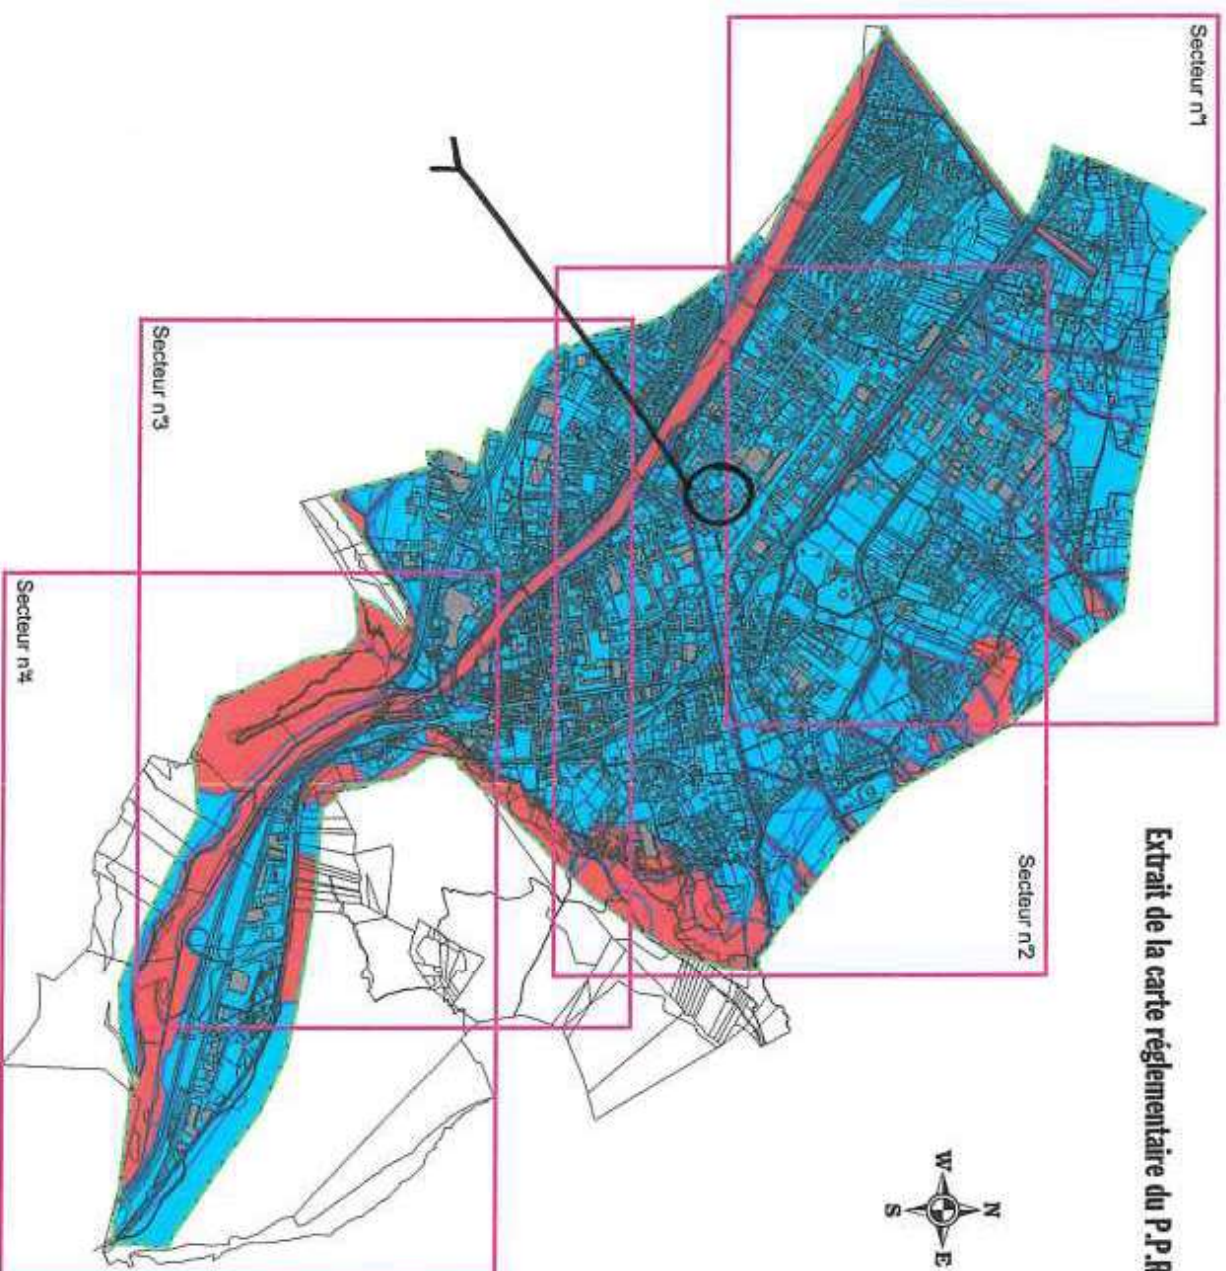 Extrait de la carte réglementaire du P.P.R
Secteur n°1
Secteur n°2
Secteur n°3
Secteur n°4
N
W
E
S